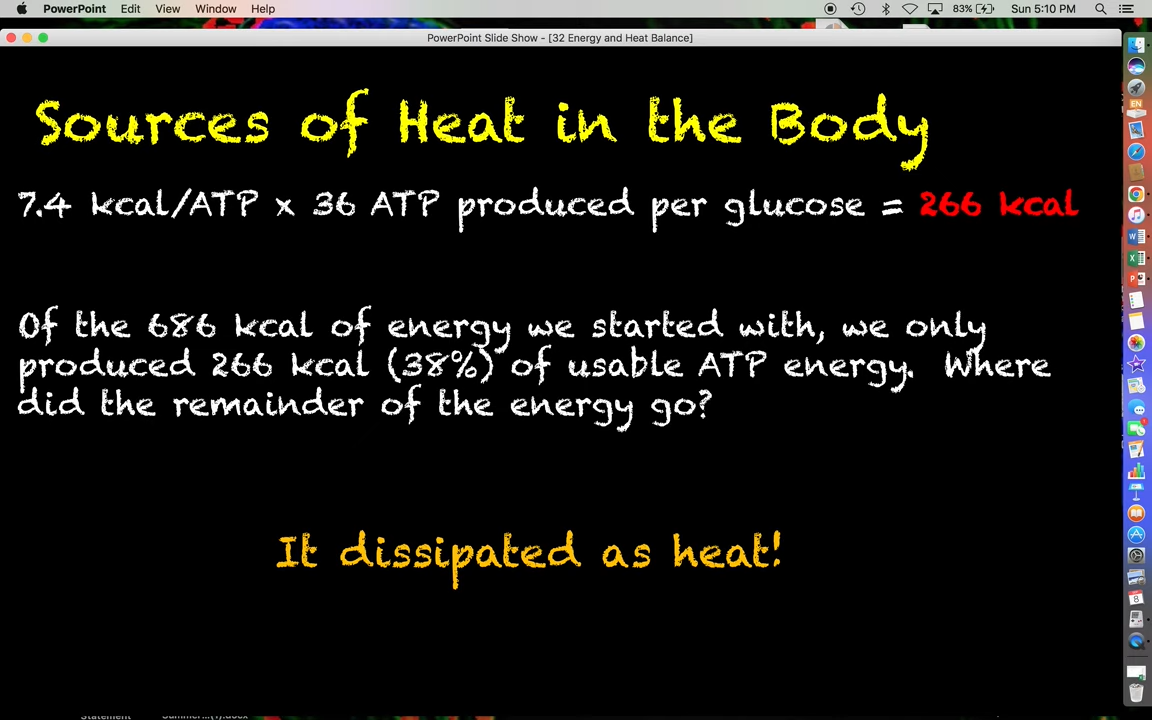 PowerPoint Edit View Window Help 83% Sun 5:10 PM
PowerPoint Slide Show - [32 Energy and Heat Balance]
Sources of Heat in the Body
7.4 kcal/ATP x 36 ATP produced per glucose = 266 kcal
Of the 686 kcal of energy we started with, we only
produced 266 kcal (38%) of usable ATP energy. Where
did the remainder of the energy go?
It dissipated as heat!